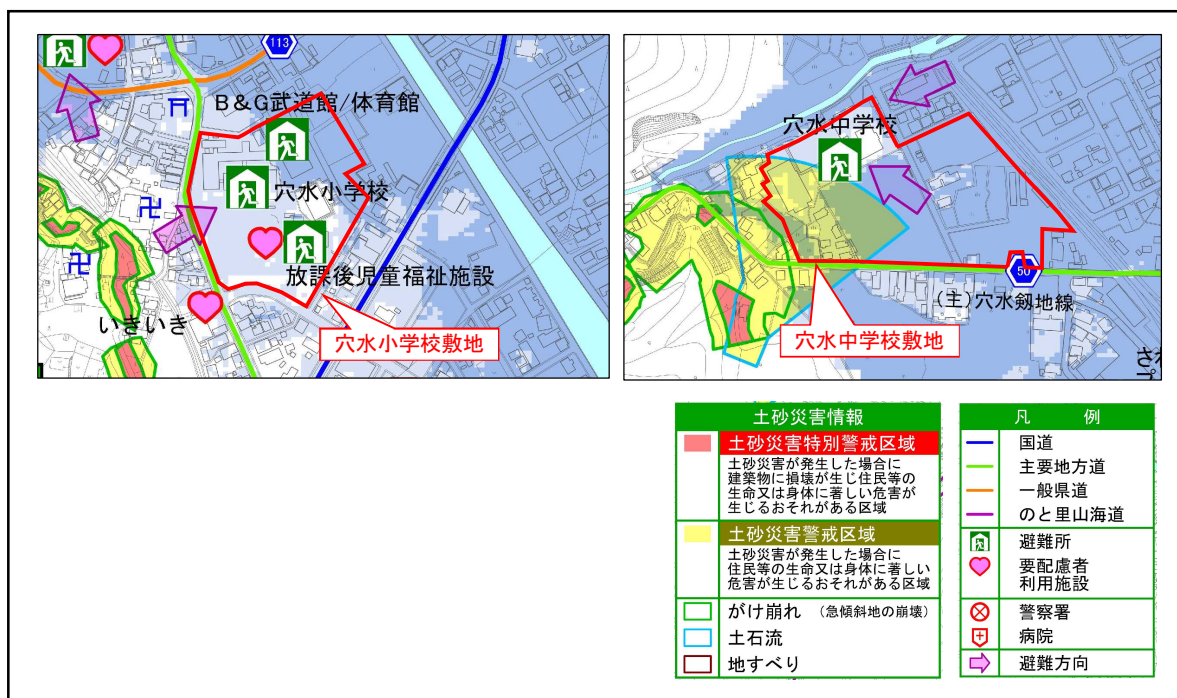 113
B&G武道館/体育館
穴水小学校
放課後児童福祉施設
いきいき
穴水小学校敷地
穴水中学校
50
(主)穴水剱地線
穴水中学校敷地
さわ
土砂災害情報
土砂災害特別警戒区域
土砂災害が発生した場合に
建築物に損壊が生じ住民等の
生命又は身体に著しい危害が
生じるおそれがある区域
土砂災害警戒区域
土砂災害が発生した場合に
住民等の生命又は身体に著しい
危害が生じるおそれがある区域
がけ崩れ (急傾斜地の崩壊)
土石流
地すべり
凡 例
国道
主要地方道
一般県道
のと里山海道
避難所
要配慮者
利用施設
警察署
病院
避難方向